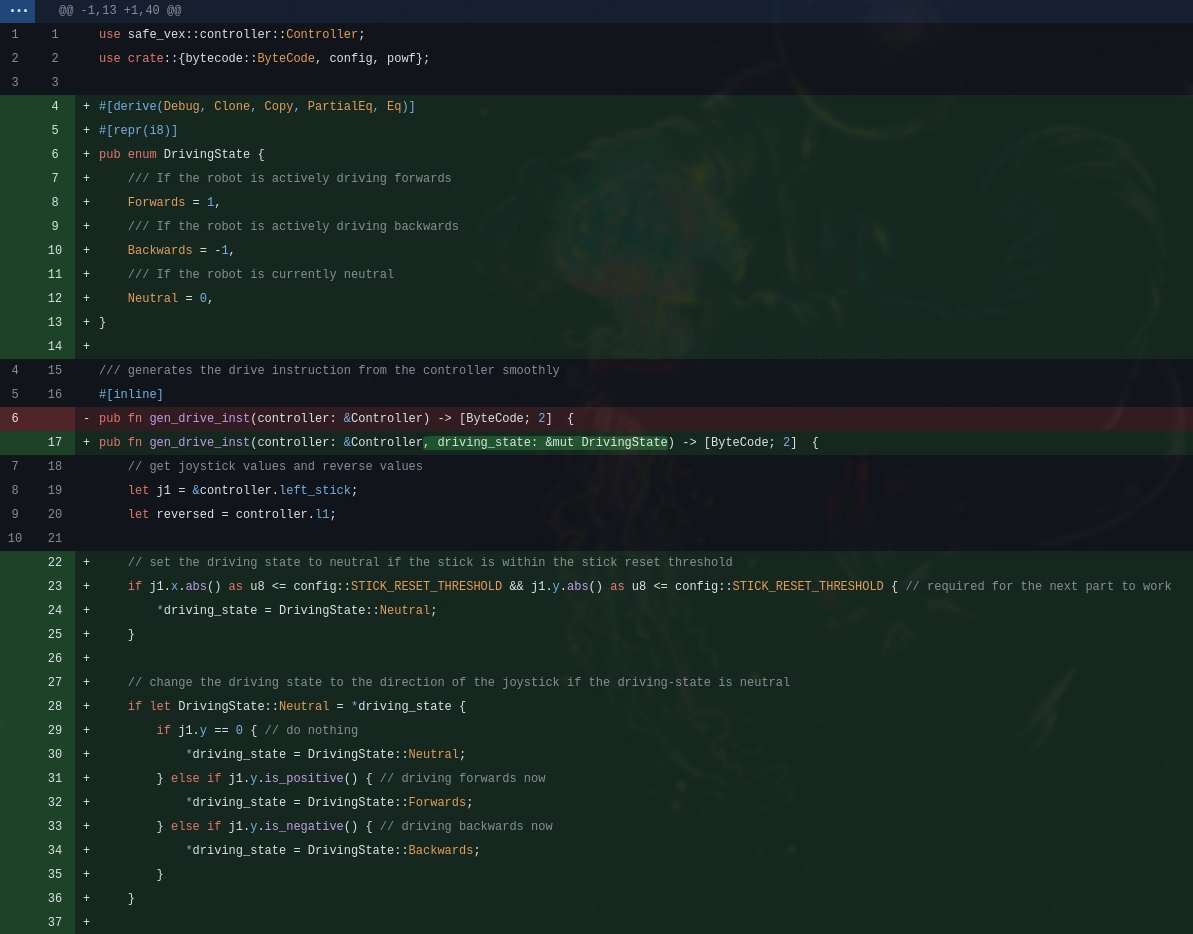 ••• @@ -1,13 +1,40 @@
1 1 use safe_vex::controller::Controller;
2 2 use crate::{bytecode::ByteCode, config, powf};
3 3
4 + #[derive(Debug, Clone, Copy, PartialEq, Eq)]
5 + #[repr(i8)]
6 + pub enum DrivingState {
7 +     /// If the robot is actively driving forwards
8 +     Forwards = 1,
9 +     /// If the robot is actively driving backwards
10 +     Backwards = -1,
11 +     /// If the robot is currently neutral
12 +     Neutral = 0,
13 + }
14 +
4 15 /// generates the drive instruction from the controller smoothly
5 16 #[inline]
6 - pub fn gen_drive_inst(controller: &Controller) -> [ByteCode; 2]  {
17 + pub fn gen_drive_inst(controller: &Controller, driving_state: &mut DrivingState) -> [ByteCode; 2]  {
7 18     // get joystick values and reverse values
8 19     let j1 = &controller.left_stick;
9 20     let reversed = controller.l1;
10 21
22 +     // set the driving state to neutral if the stick is within the stick reset threshold
23 +     if j1.x.abs() as u8 <= config::STICK_RESET_THRESHOLD && j1.y.abs() as u8 <= config::STICK_RESET_THRESHOLD { // required for the next part to work
24 +         *driving_state = DrivingState::Neutral;
25 +     }
26 +
27 +     // change the driving state to the direction of the joystick if the driving-state is neutral
28 +     if let DrivingState::Neutral = *driving_state {
29 +         if j1.y == 0 { // do nothing
30 +             *driving_state = DrivingState::Neutral;
31 +         } else if j1.y.is_positive() { // driving forwards now
32 +             *driving_state = DrivingState::Forwards;
33 +         } else if j1.y.is_negative() { // driving backwards now
34 +             *driving_state = DrivingState::Backwards;
35 +         }
36 +     }
37 +